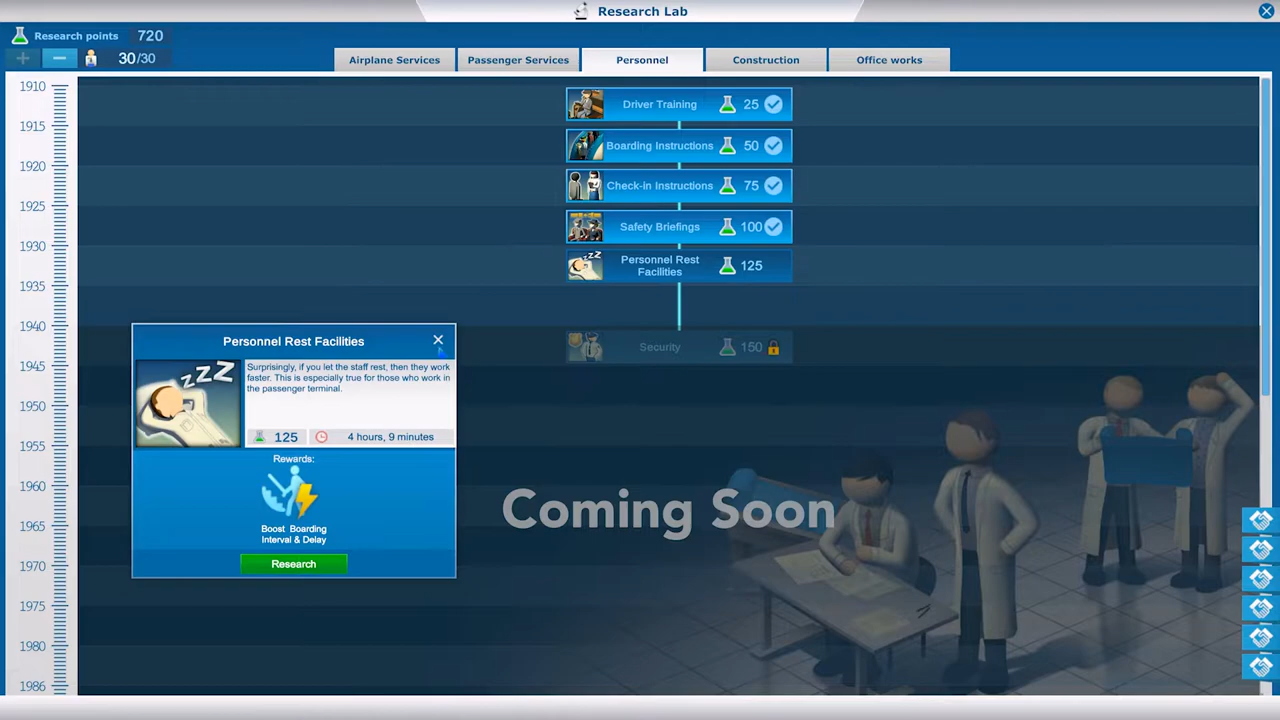 Research Lab
Research points 720
30/30
Airplane Services
Passenger Services
Personnel
Construction
Office works
1910
1915
1920
1925
1930
1935
1940
1945
1950
1955
1960
1965
1970
1975
1980
1986
Driver Training 25
Boarding Instructions 50
Check-in Instructions 75
Safety Briefings 100
Personnel Rest
Facilities 125
Security 150
Personnel Rest Facilities
zzZ
Surprisingly, if you let the staff rest, then they work
faster. This is especially true for those who work in
the passenger terminal.
125 4 hours, 9 minutes
Rewards:
Boost Boarding
Interval & Delay
Research
Coming Soon